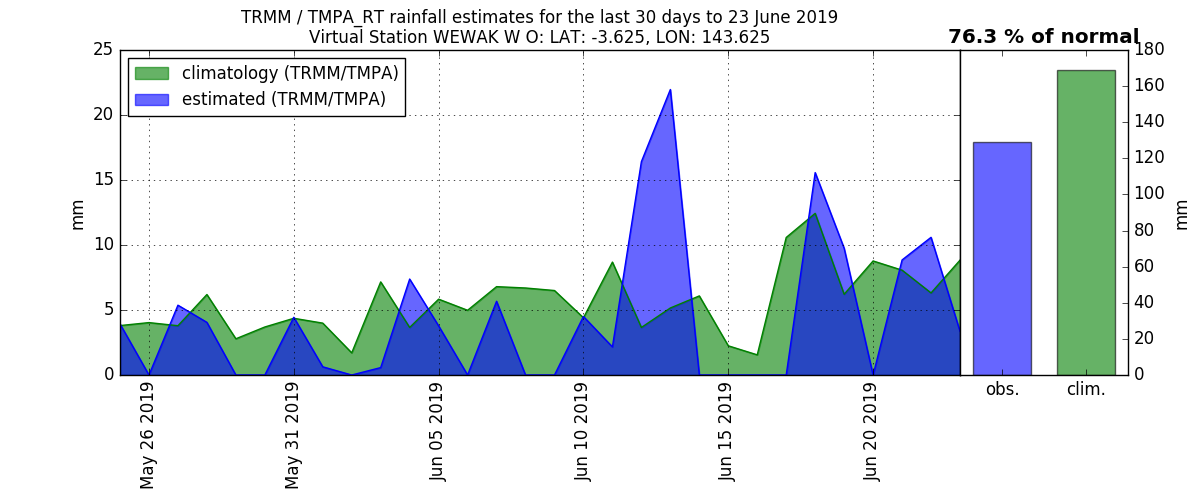 TRMM / TMPA_RT rainfall estimates for the last 30 days to 23 June 2019
Virtual Station WEWAK W O: LAT: -3.625, LON: 143.625
76.3 % of normal
climatology (TRMM/TMPA)
estimated (TRMM/TMPA)
mm
25
20
15
10
5
0
May 26 2019
May 31 2019
Jun 05 2019
Jun 10 2019
Jun 15 2019
Jun 20 2019
obs.
clim.
180
160
140
120
100
80
60
40
20
0
mm